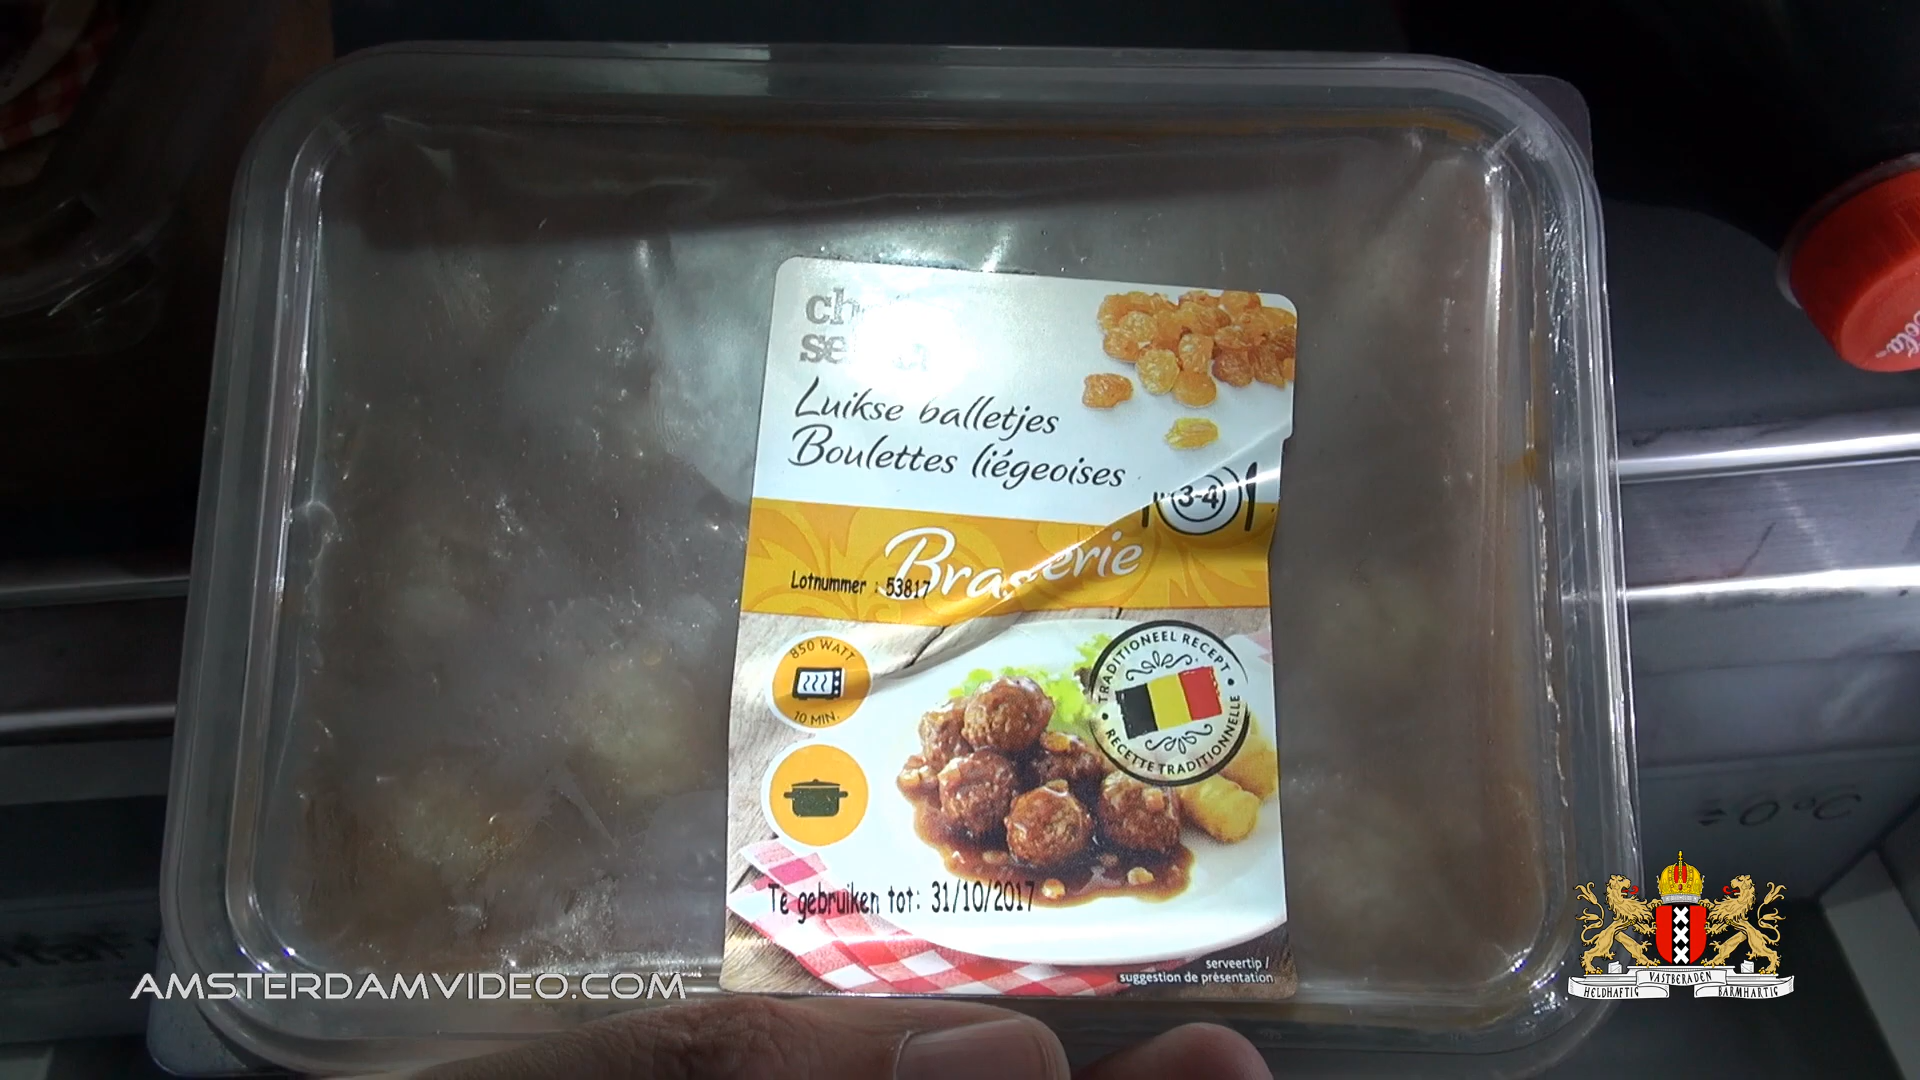 Luikse balletjes
Boulettes liégeoises
3-4
Brasserie
Lotnummer : 53817
850 WATT
10 MIN.
TRADITIONEEL RECEPT
RECETTE TRADITIONNELLE
Te gebruiken tot: 31/10/2017
serveertip /
suggestion de présentation
AMSTERDAMVIDEO.COM
HELDHAFTIG VASTBERADEN BARMHARTIG